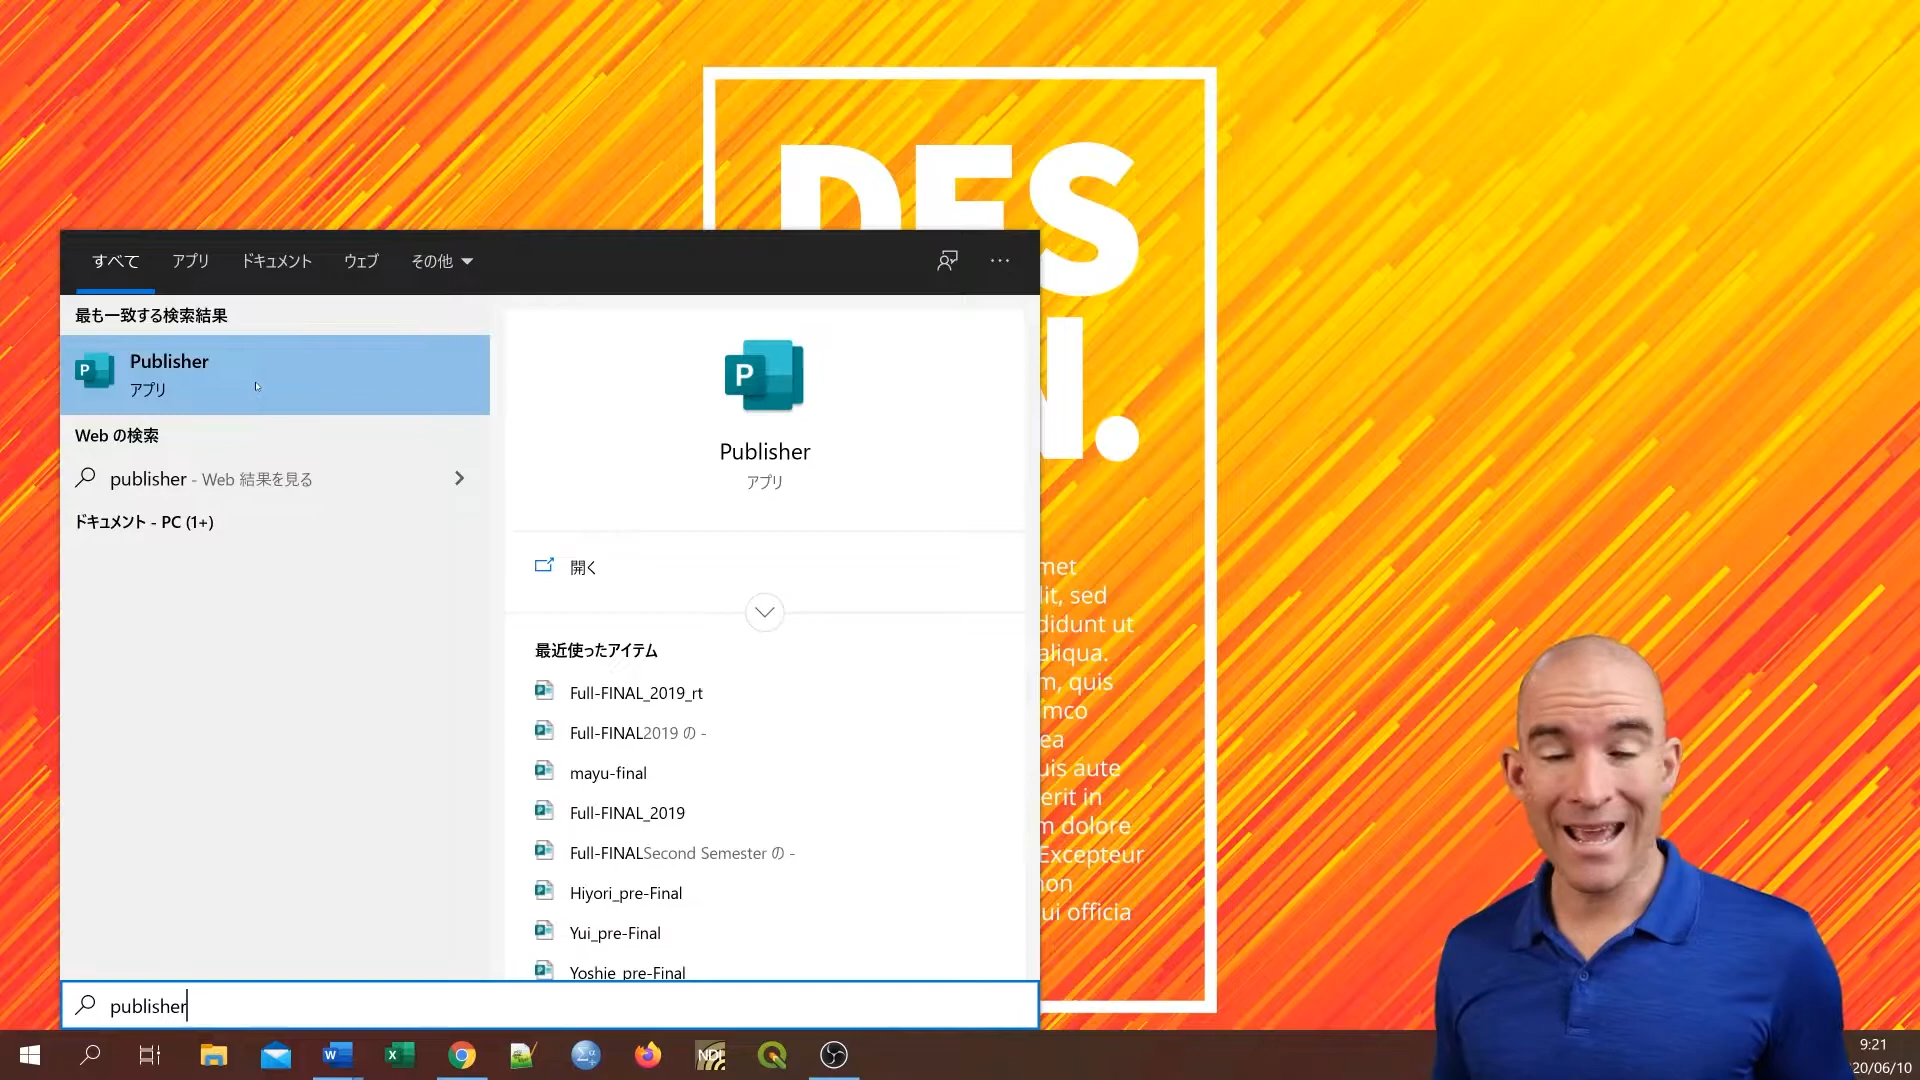 DES
N.
すべて アプリ ドキュメント ウェブ その他
最も一致する検索結果
Publisher
アプリ
Web の検索
publisher - Web 結果を見る
ドキュメント - PC (1+)
P
Publisher
アプリ
開く
最近使ったアイテム
Full-FINAL_2019_rt
Full-FINAL2019 の -
mayu-final
Full-FINAL_2019
Full-FINALSecond Semester の -
Hiyori_pre-Final
Yui_pre-Final
Yoshie_pre-Final
met
lit, sed
didunt ut
aliqua.
m, quis
mco
ea
uis aute
erit in
m dolore
Excepteur
non
ui officia
publisher
NDL
9:21
20/06/10